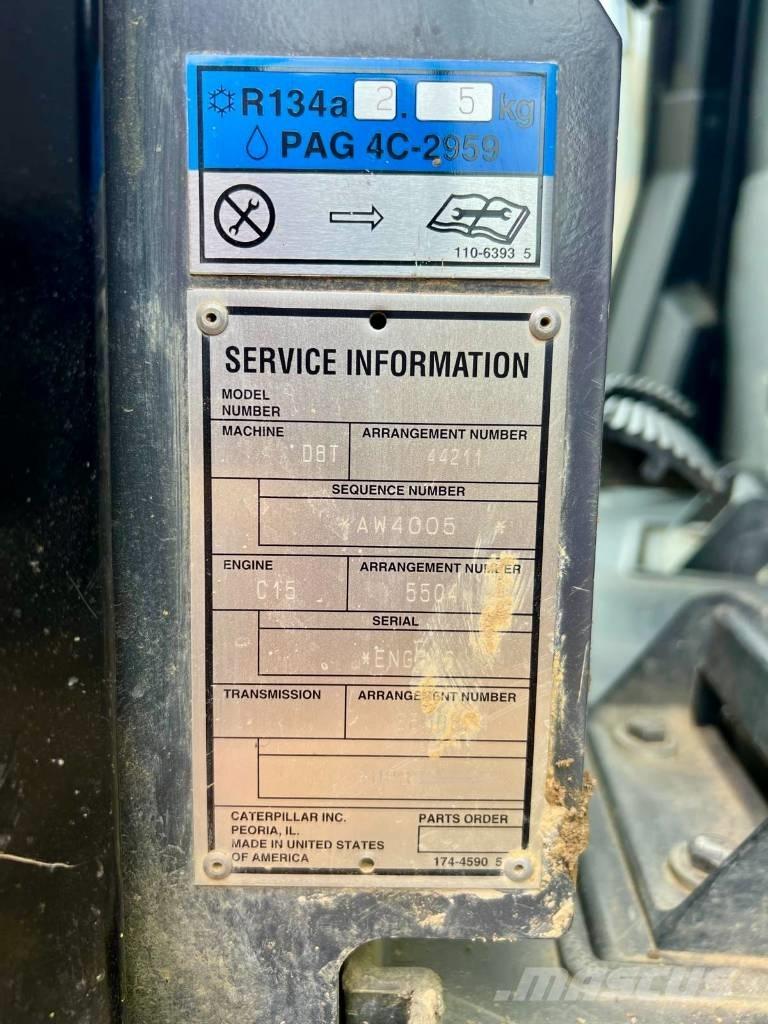 R134a 2. 5 kg
PAG 4C-2959
110-6393 5
SERVICE INFORMATION
MODEL
NUMBER
MACHINE ARRANGEMENT NUMBER
D8T 44211
SEQUENCE NUMBER
*AW4005 *
ENGINE ARRANGEMENT NUMBER
C15
SERIAL
TRANSMISSION ARRANGEMENT NUMBER
CATERPILLAR INC. PARTS ORDER
PEORIA, IL.
MADE IN UNITED STATES
OF AMERICA 174-4590 5
MASCUS